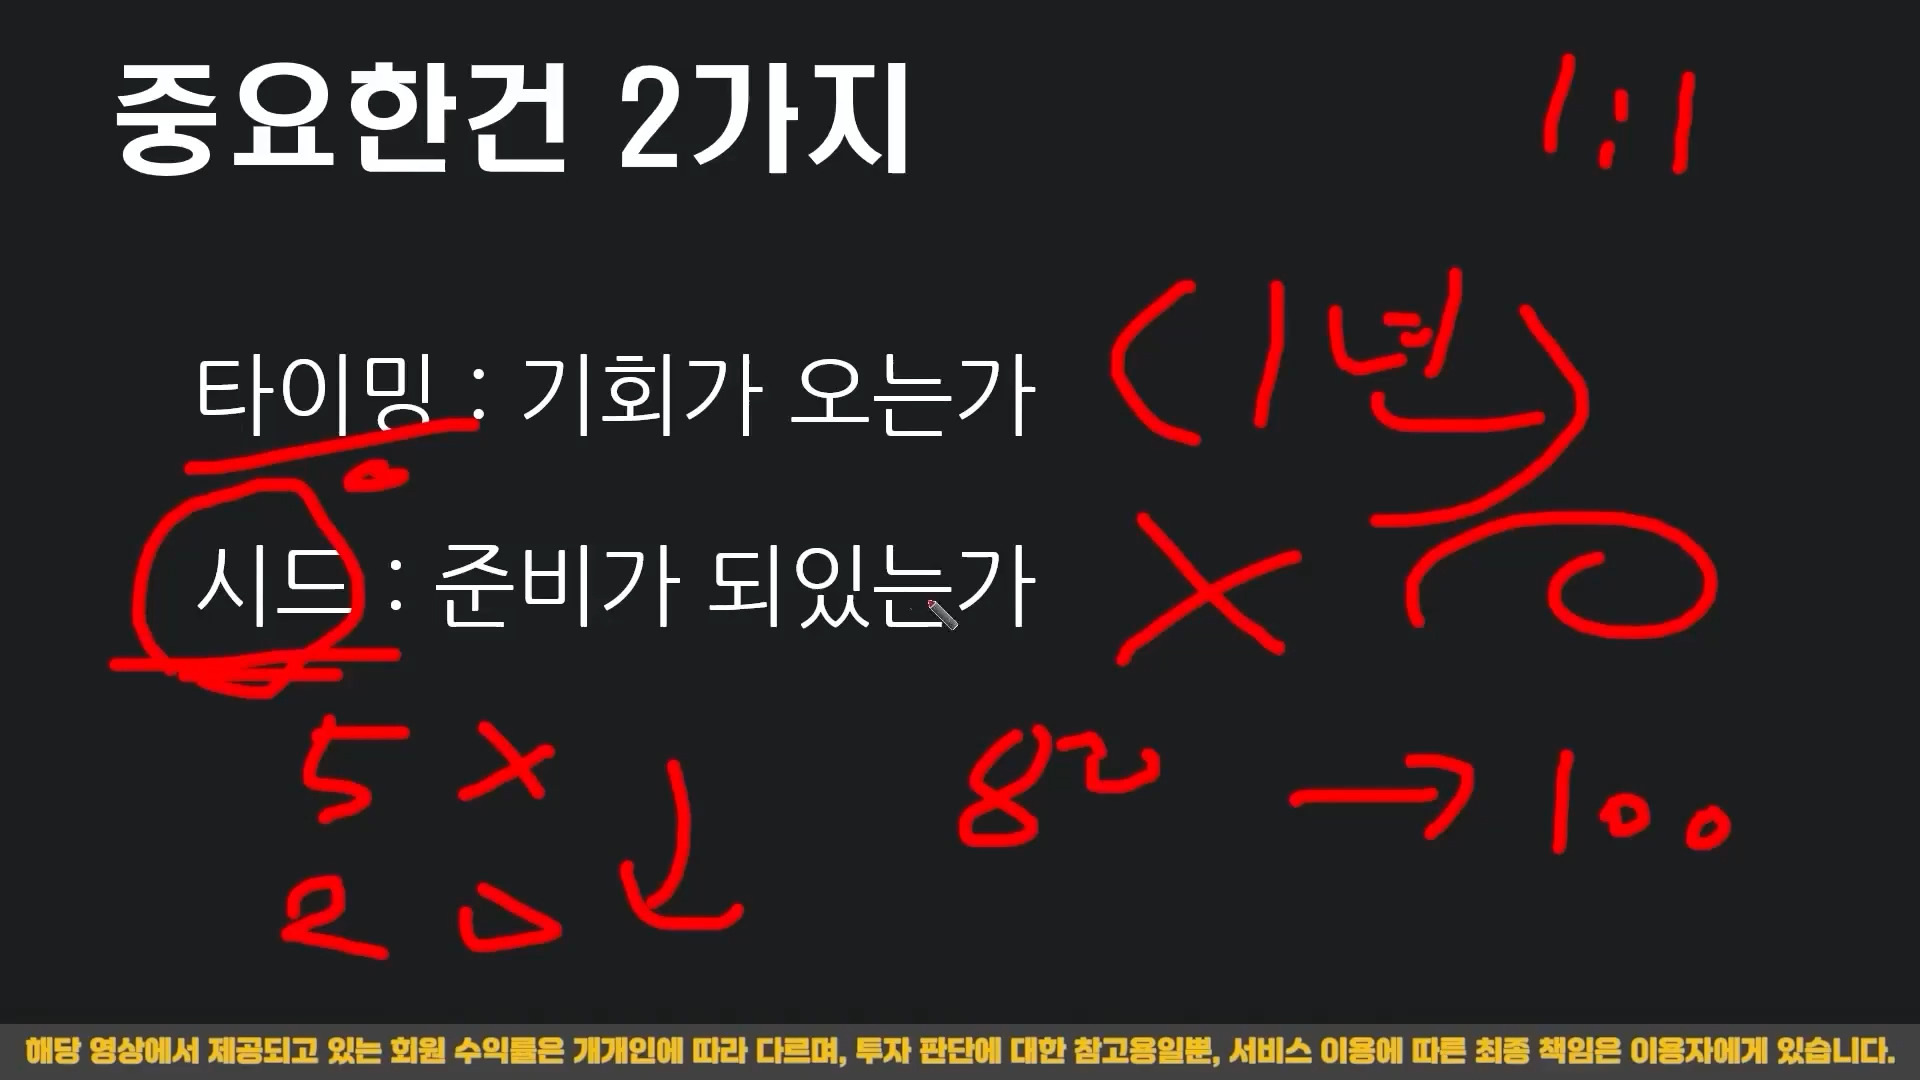 중요한건 2가지
1:1
타이밍 : 기회가 오는가
(1년)
시드 : 준비가 되있는가
X
5 X
80 → 100
2
해당 영상에서 제공되고 있는 회원 수익률은 개개인에 따라 다르며, 투자 판단에 대한 참고용일뿐, 서비스 이용에 따른 최종 책임은 이용자에게 있습니다.